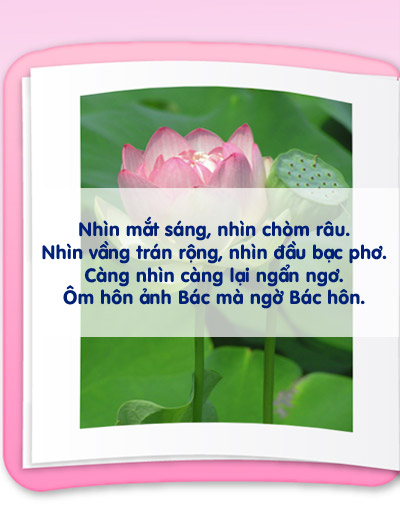 Nhìn mắt sáng, nhìn chòm râu.
Nhìn vầng trán rộng, nhìn đầu bạc phơ.
Càng nhìn càng lại ngẩn ngơ.
Ôm hôn ảnh Bác mà ngờ Bác hôn.